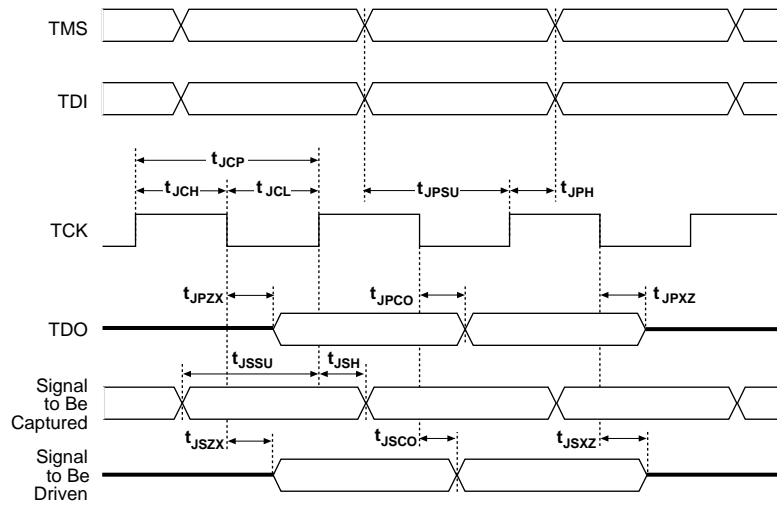 TMS
TDI
tJCP
tJCH
tJCL
tJPSU
tJPH
TCK
tJPZX
tJPCO
tJPXZ
TDO
tJSSU
tJSH
Signal
to Be
Captured
tJSZX
tJSCO
tJSXZ
Signal
to Be
Driven